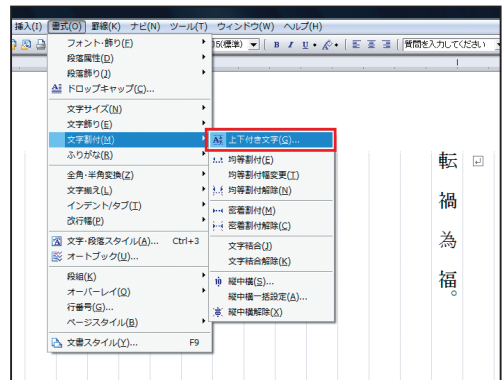 挿入(I) 書式(O) 罫線(K) ナビ(N) ツール(T) ウィンドウ(W) ヘルプ(H)
5(標準) B I U 質問を入力してください
フォント・飾り(F)
段落属性(D)
段落飾り(J)
ドロップキャップ(C)...
文字サイズ(N)
文字飾り(E)
文字割付(M)
ふりがな(R)
全角・半角変換(Z)
文字揃え(L)
インデント/タブ(T)
改行幅(P)
文字・段落スタイル(A)... Ctrl+3
オートブック(U)...
段組(K)
オーバーレイ(O)
行番号(G)...
ページスタイル(B)
文書スタイル(Y)... F9
上下付き文字(G)...
均等割付(E)
均等割付幅変更(T)
均等割付解除(N)
密着割付(M)
密着割付解除(C)
文字結合(J)
文字結合解除(K)
縦中横(S)...
縦中横一括設定(A)...
縦中横解除(X)
転禍為福。